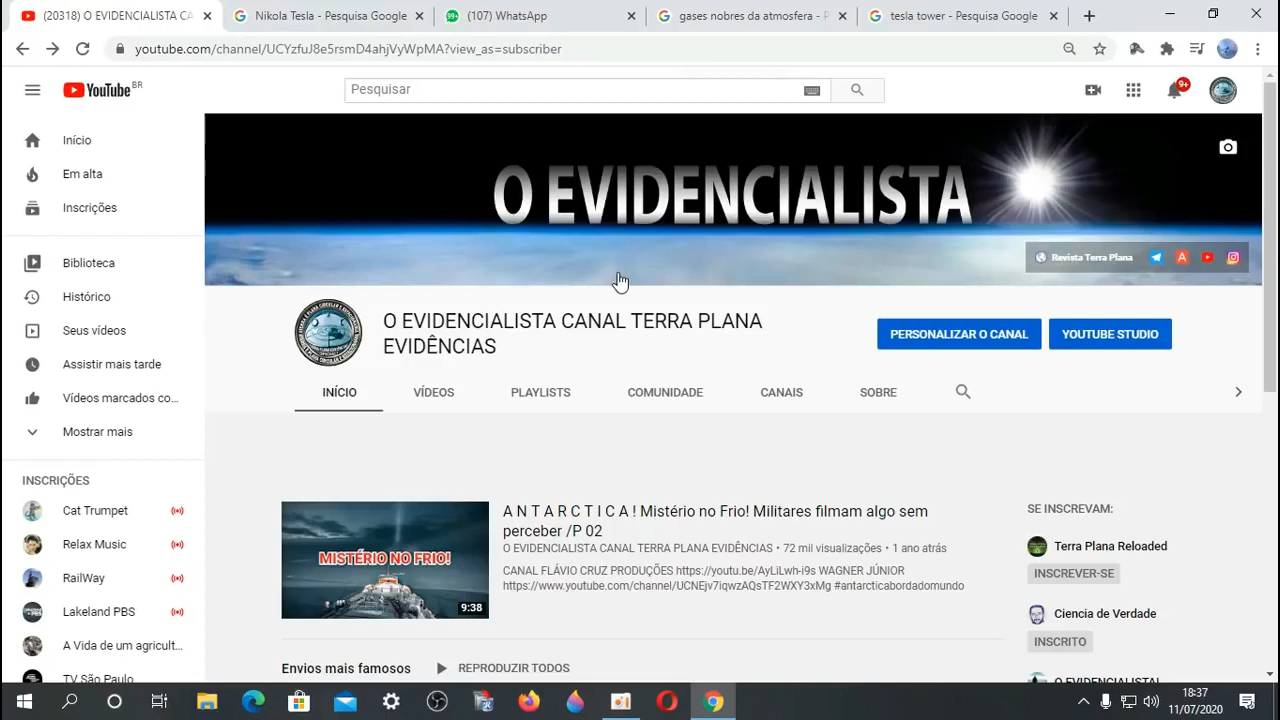 (20318) O EVIDENCIALISTA CA
Nikola Tesla - Pesquisa Google
(107) WhatsApp
gases nobres da atmosfera - P
tesla tower - Pesquisa Google
youtube.com/channel/UCYzfuJ8e5rsmD4ahjVyWpMA?view_as=subscriber
YouTube BR
Pesquisar
9+
Início
Em alta
Inscrições
Biblioteca
Histórico
Seus vídeos
Assistir mais tarde
Vídeos marcados co...
Mostrar mais
INSCRIÇÕES
Cat Trumpet
Relax Music
RailWay
Lakeland PBS
A Vida de um agricult...
TV São Paulo
O EVIDENCIALISTA
Revista Terra Plana
O EVIDENCIALISTA CANAL TERRA PLANA
EVIDÊNCIAS
PERSONALIZAR O CANAL
YOUTUBE STUDIO
INÍCIO
VÍDEOS
PLAYLISTS
COMUNIDADE
CANAIS
SOBRE
MISTÉRIO NO FRIO!
9:38
A N T A R C T I C A ! Mistério no Frio! Militares filmam algo sem
perceber /P 02
O EVIDENCIALISTA CANAL TERRA PLANA EVIDÊNCIAS • 72 mil visualizações • 1 ano atrás
CANAL FLÁVIO CRUZ PRODUÇÕES https://youtu.be/AyLiLwh-i9s WAGNER JÚNIOR
https://www.youtube.com/channel/UCNEjv7iqwzAQsTF2WXY3xMg #antarcticabordadomundo
Envios mais famosos
REPRODUZIR TODOS
SE INSCREVAM:
Terra Plana Reloaded
INSCREVER-SE
Ciencia de Verdade
INSCRITO
O EVIDENCIALISTA!
18:37
11/07/2020